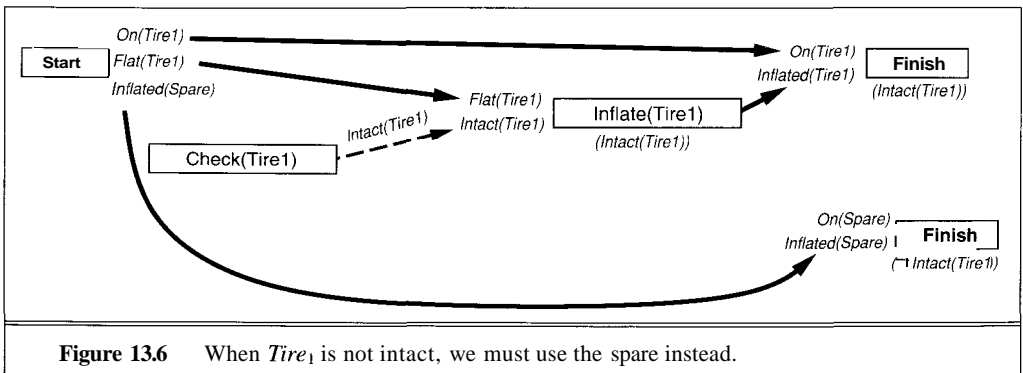 On(Tire1)
Start
Flat(Tire1)
Inflated(Spare)
On(Tire1)
Inflated(Tire1)
Finish
(Intact(Tire1))
Flat(Tire1)
Intact(Tire1)
Inflate(Tire1)
(Intact(Tire1))
Intact(Tire1)
Check(Tire1)
On(Spare)
Inflated(Spare)
Finish
(¬ Intact(Tire1))
Figure 13.6 When Tire₁ is not intact, we must use the spare instead.